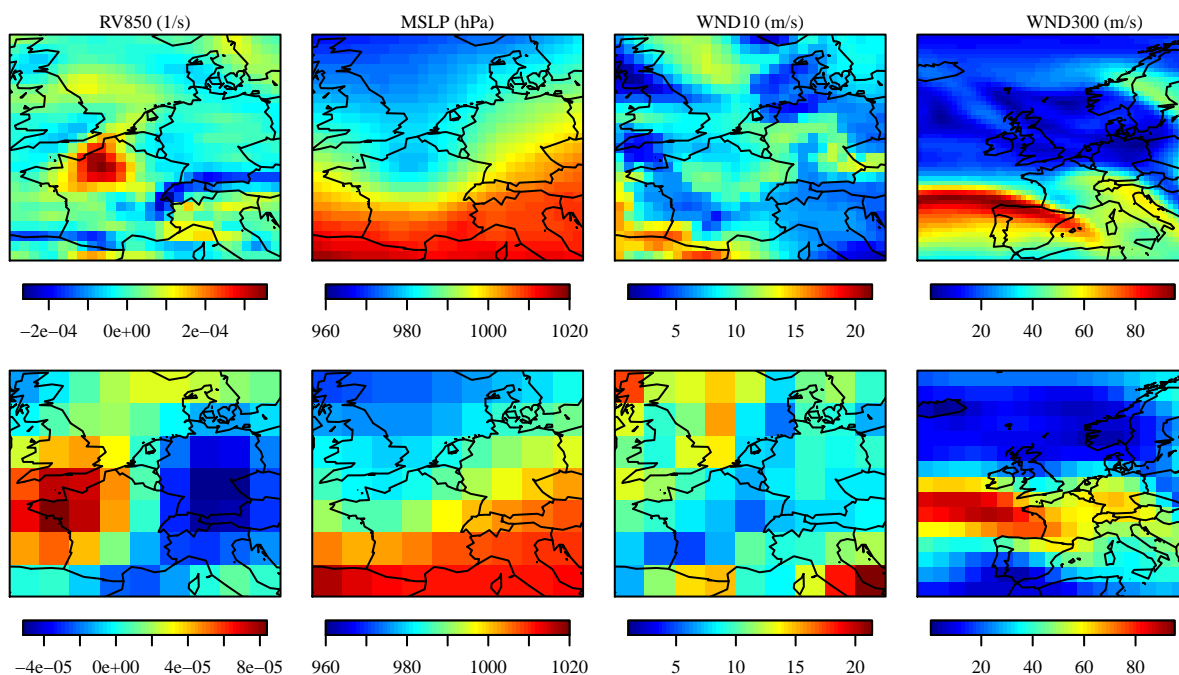 RV850 (1/s) MSLP (hPa) WND10 (m/s) WND300 (m/s)
−2e−04 0e+00 2e−04 960 980 1000 1020 5 10 15 20 20 40 60 80
−4e−05 0e+00 4e−05 8e−05 960 980 1000 1020 5 10 15 20 20 40 60 80